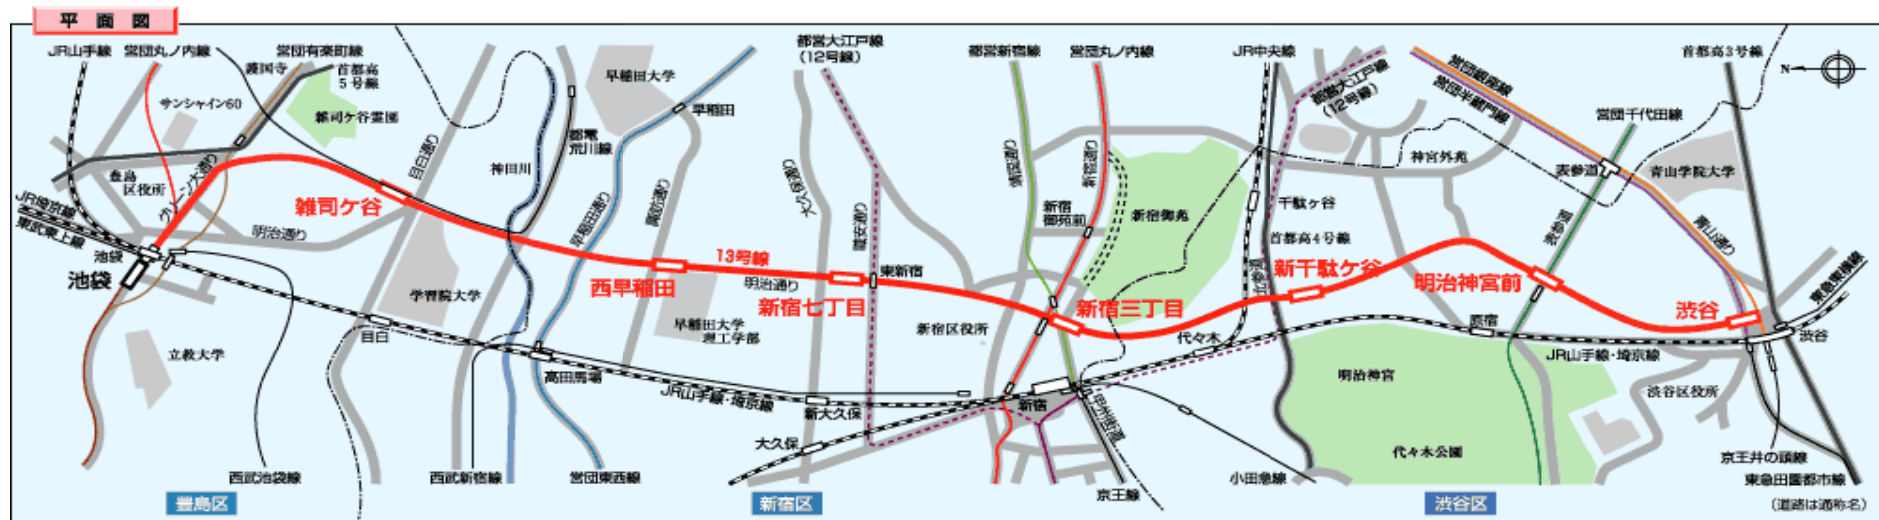 平面図
JR山手線
営団丸ノ内線
営団有楽町線
護国寺
首都高
5号線
サンシャイン60
雑司ケ谷霊園
豊島
区役所
グリーン大通り
JR埼京線
東武東上線
明治通り
池袋
池袋
雑司ケ谷
目白通り
神田川
都電
荒川線
早稲田大学
早稲田
早稲田通り
諏訪通り
学習院大学
立教大学
目白
西武池袋線
西武新宿線
営団東西線
高田馬場
西早稲田
早稲田大学
理工学部
13号線
明治通り
新宿七丁目
JR山手線・埼京線
新大久保
大久保
大久保通り
都営大江戸線
(12号線)
職安通り
東新宿
都営新宿線
営団丸ノ内線
靖国通り
新宿通り
新宿
御苑前
新宿御苑
新宿区役所
新宿三丁目
新宿
甲州街道
京王線
小田急線
代々木
JR中央線
都営大江戸線
(12号線)
千駄ケ谷
首都高4号線
北参道
新千駄ケ谷
神宮外苑
営団銀座線
営団半蔵門線
表参道
表参道
営団千代田線
青山学院大学
青山通り
首都高3号線
N
明治神宮前
原宿
JR山手線・埼京線
明治神宮
代々木公園
渋谷区役所
渋谷
渋谷
東急東横線
京王井の頭線
東急田園都市線
(道路は通称名)
豊島区
新宿区
渋谷区